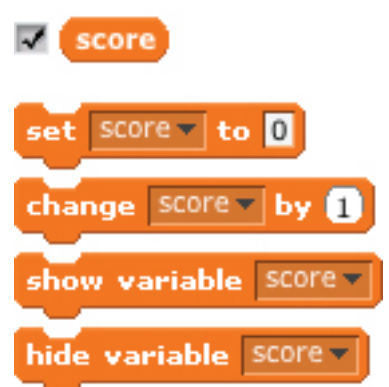 score
set score to 0
change score by 1
show variable score
hide variable score